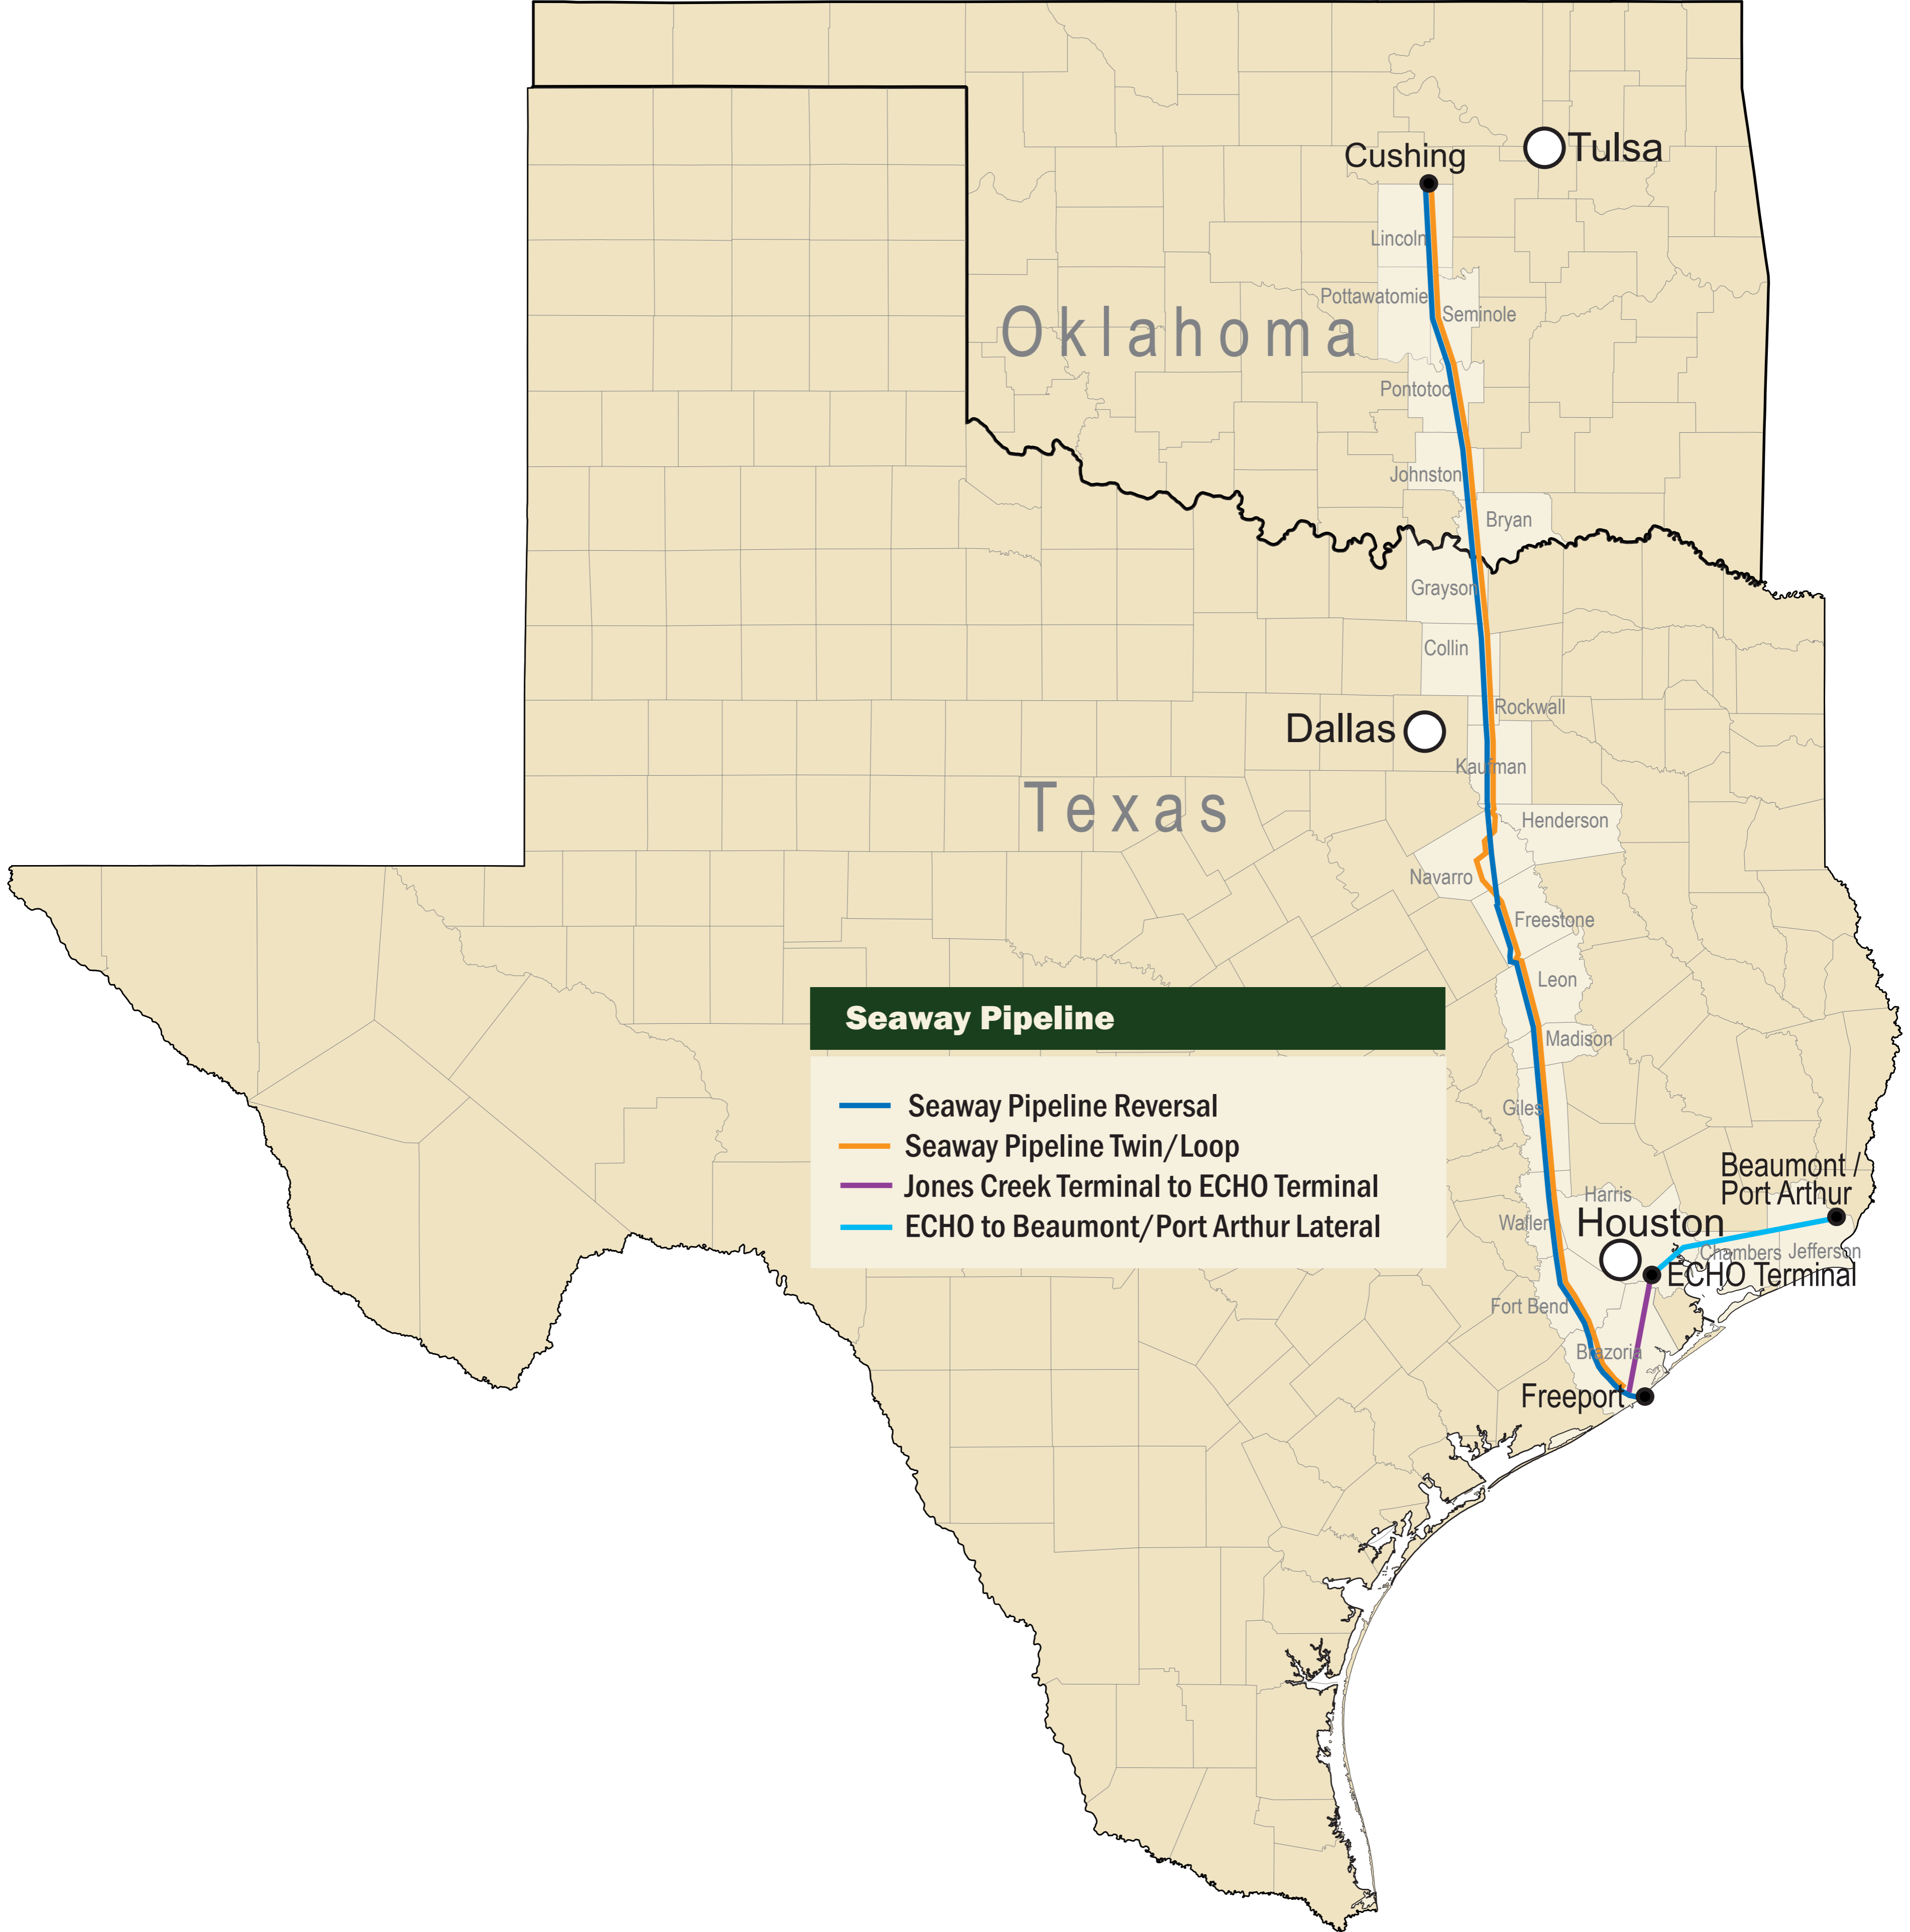 Tulsa
Cushing
Lincoln
Pottawatomie
Seminole
Oklahoma
Pontotoc
Johnston
Bryan
Grayson
Collin
Rockwall
Dallas
Kaufman
Texas
Henderson
Navarro
Freestone
Leon
Madison
Giles
Seaway Pipeline
Seaway Pipeline Reversal
Seaway Pipeline Twin/Loop
Jones Creek Terminal to ECHO Terminal
ECHO to Beaumont/Port Arthur Lateral
Beaumont /
Port Arthur
Harris
Waller
Houston
Chambers
Jefferson
ECHO Terminal
Fort Bend
Brazoria
Freeport